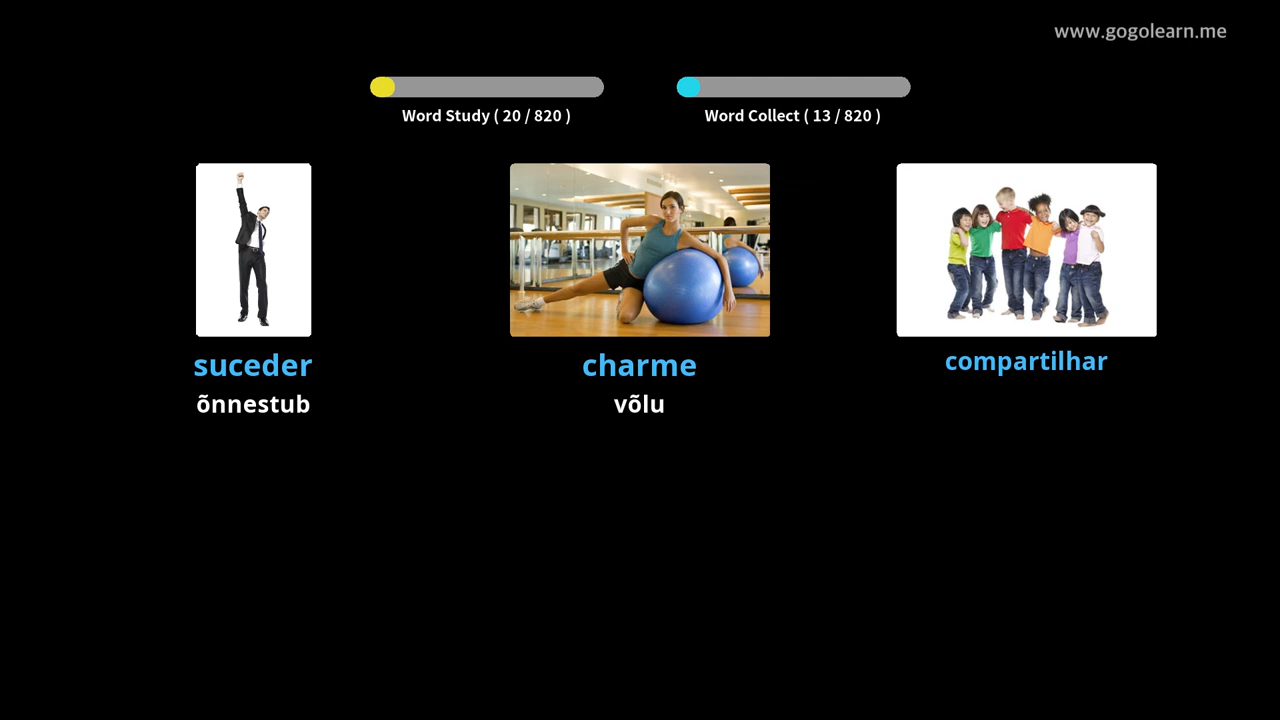 www.gogolearn.me
Word Study ( 20 / 820 )
Word Collect ( 13 / 820 )
suceder
õnnestub
charme
võlu
compartilhar